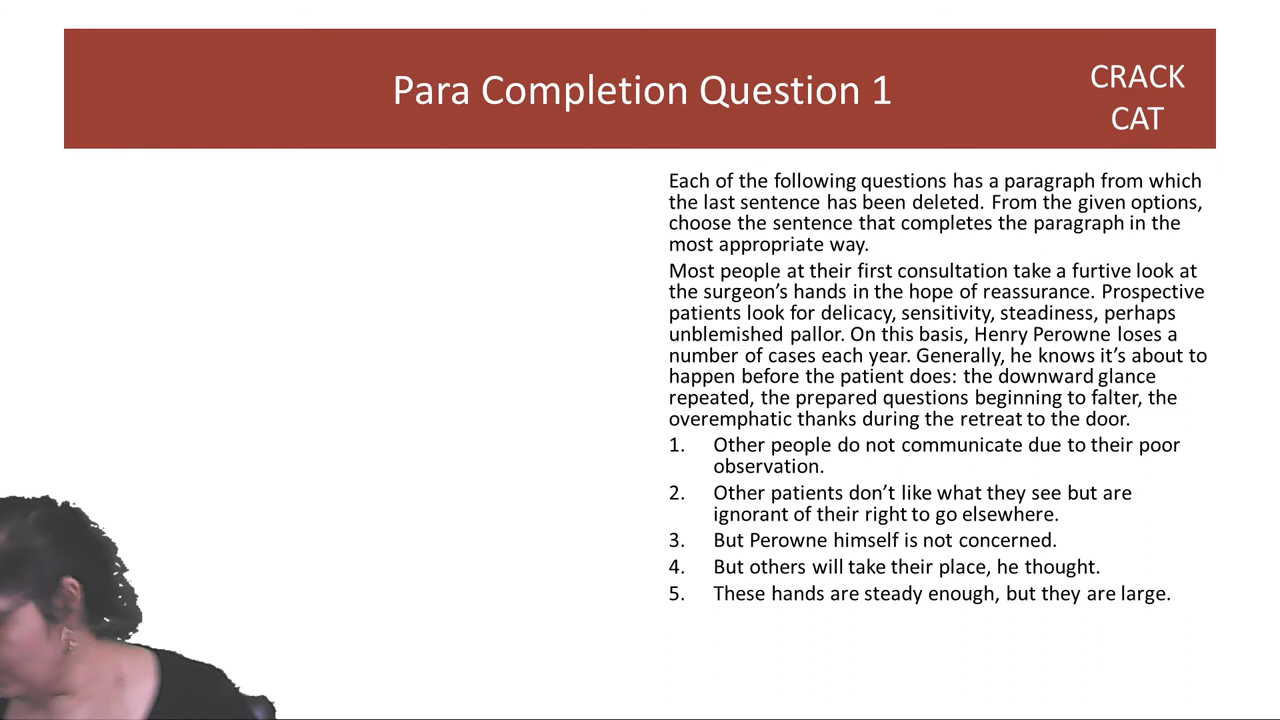 Para Completion Question 1
CRACK
CAT
Each of the following questions has a paragraph from which
the last sentence has been deleted. From the given options,
choose the sentence that completes the paragraph in the
most appropriate way.
Most people at their first consultation take a furtive look at
the surgeon’s hands in the hope of reassurance. Prospective
patients look for delicacy, sensitivity, steadiness, perhaps
unblemished pallor. On this basis, Henry Perowne loses a
number of cases each year. Generally, he knows it’s about to
happen before the patient does: the downward glance
repeated, the prepared questions beginning to falter, the
overemphatic thanks during the retreat to the door.
1. Other people do not communicate due to their poor
observation.
2. Other patients don’t like what they see but are
ignorant of their right to go elsewhere.
3. But Perowne himself is not concerned.
4. But others will take their place, he thought.
5. These hands are steady enough, but they are large.